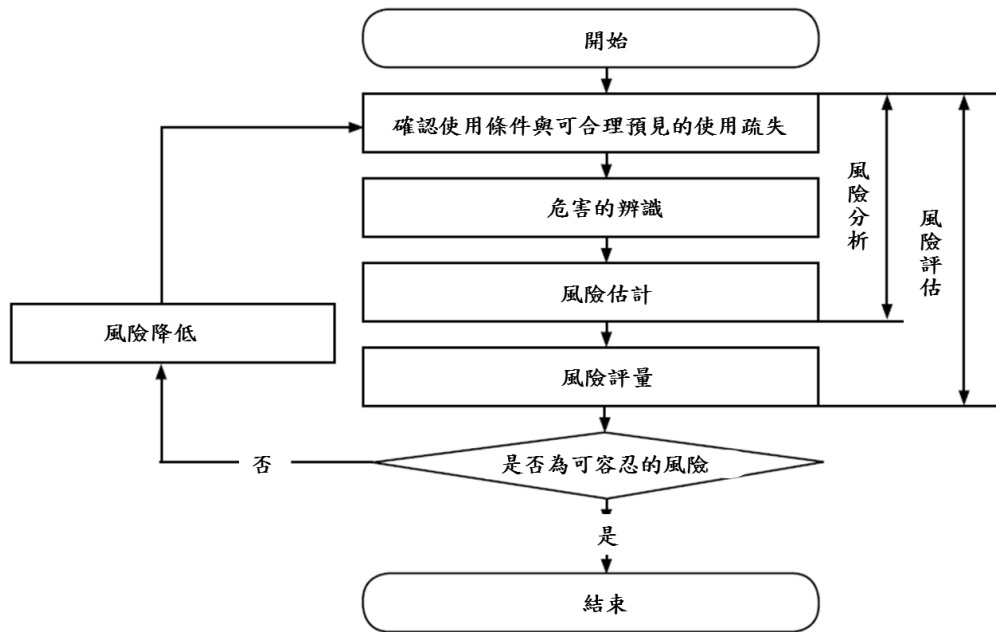 開始
確認使用條件與可合理預見的使用疏失
危害的辨識
風險分析
風險評估
風險估計
風險降低
風險評量
否
是否為可容忍的風險
是
結束